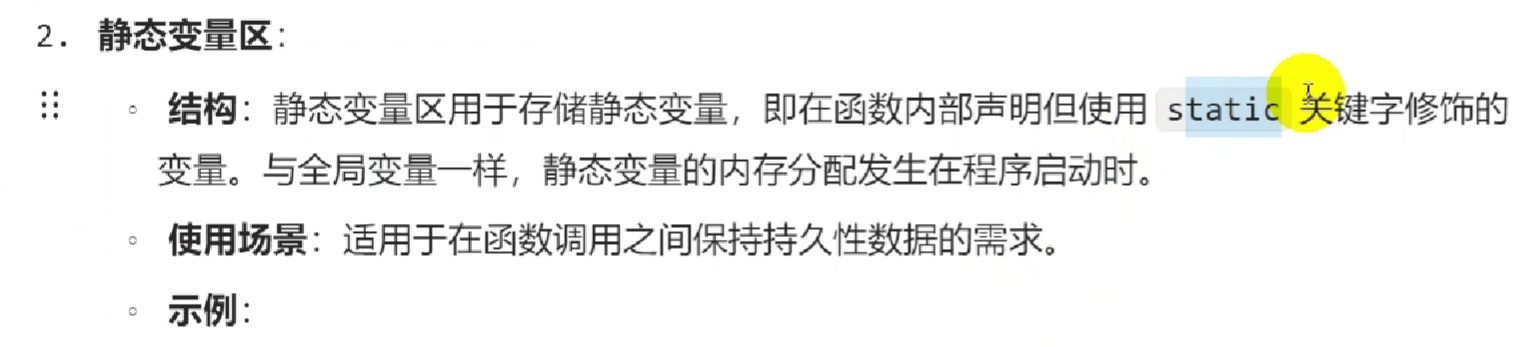 2. 静态变量区：
结构：静态变量区用于存储静态变量，即在函数内部声明但使用 static 关键字修饰的
变量。与全局变量一样，静态变量的内存分配发生在程序启动时。
使用场景：适用于在函数调用之间保持持久性数据的需求。
示例：